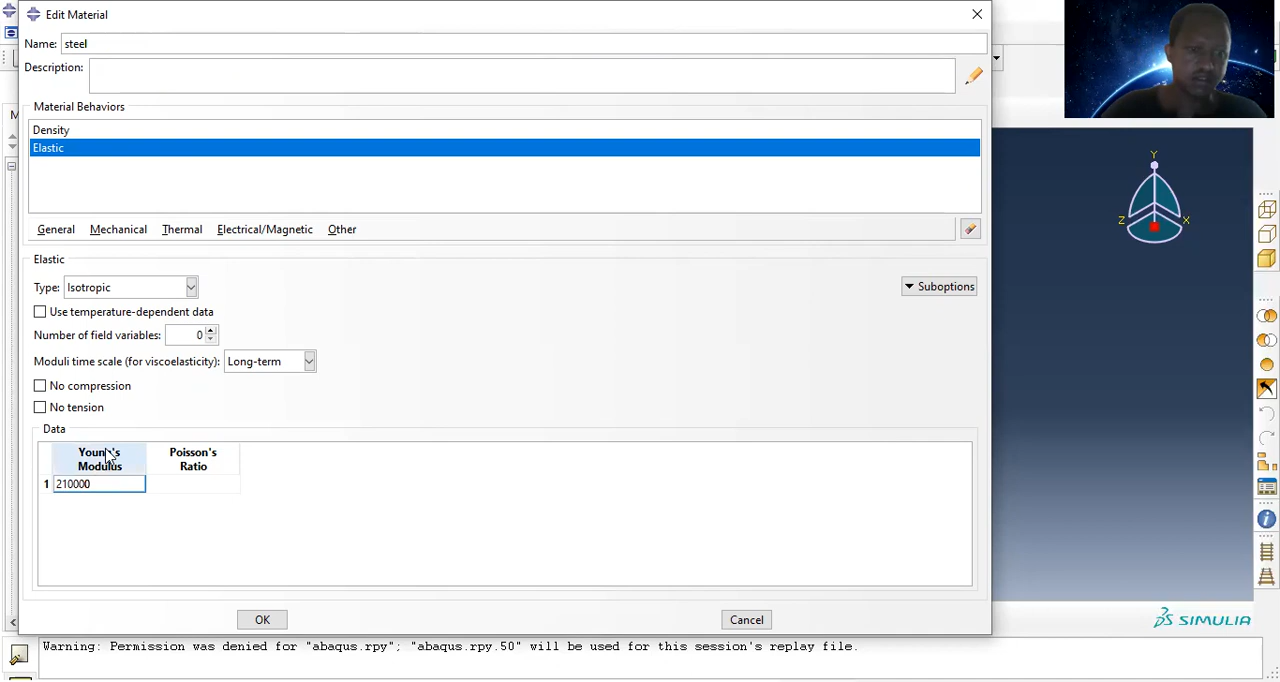 Edit Material
Name: steel
Description:
Material Behaviors
Density
Elastic
General Mechanical Thermal Electrical/Magnetic Other
Elastic
Type: Isotropic
Suboptions
Use temperature-dependent data
Number of field variables: 0
Moduli time scale (for viscoelasticity): Long-term
No compression
No tension
Data
Young's Modulus
Poisson's Ratio
1 210000
OK Cancel
Y
Z X
SIMULIA
Warning: Permission was denied for "abaqus.rpy"; "abaqus.rpy.50" will be used for this session's replay file.